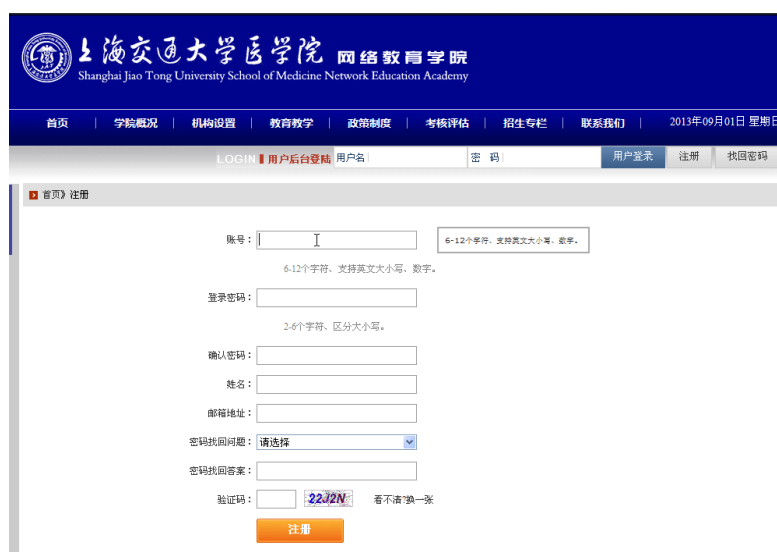 上海交通大学医学院 网络教育学院
Shanghai Jiao Tong University School of Medicine Network Education Academy
首页 | 学院概况 | 机构设置 | 教育教学 | 政策制度 | 考核评估 | 招生专栏 | 联系我们 | 2013年09月01日 星期日
LOGIN 用户后台登陆 用户名 密 码 用户登录 注册 找回密码
首页》注册
账号： 6-12个字符、支持英文大小写、数字。
6-12个字符、支持英文大小写、数字。
登录密码：
2-6个字符、区分大小写。
确认密码：
姓名：
邮箱地址：
密码找回问题： 请选择
密码找回答案：
验证码： 22J2N 看不清?换一张
注册